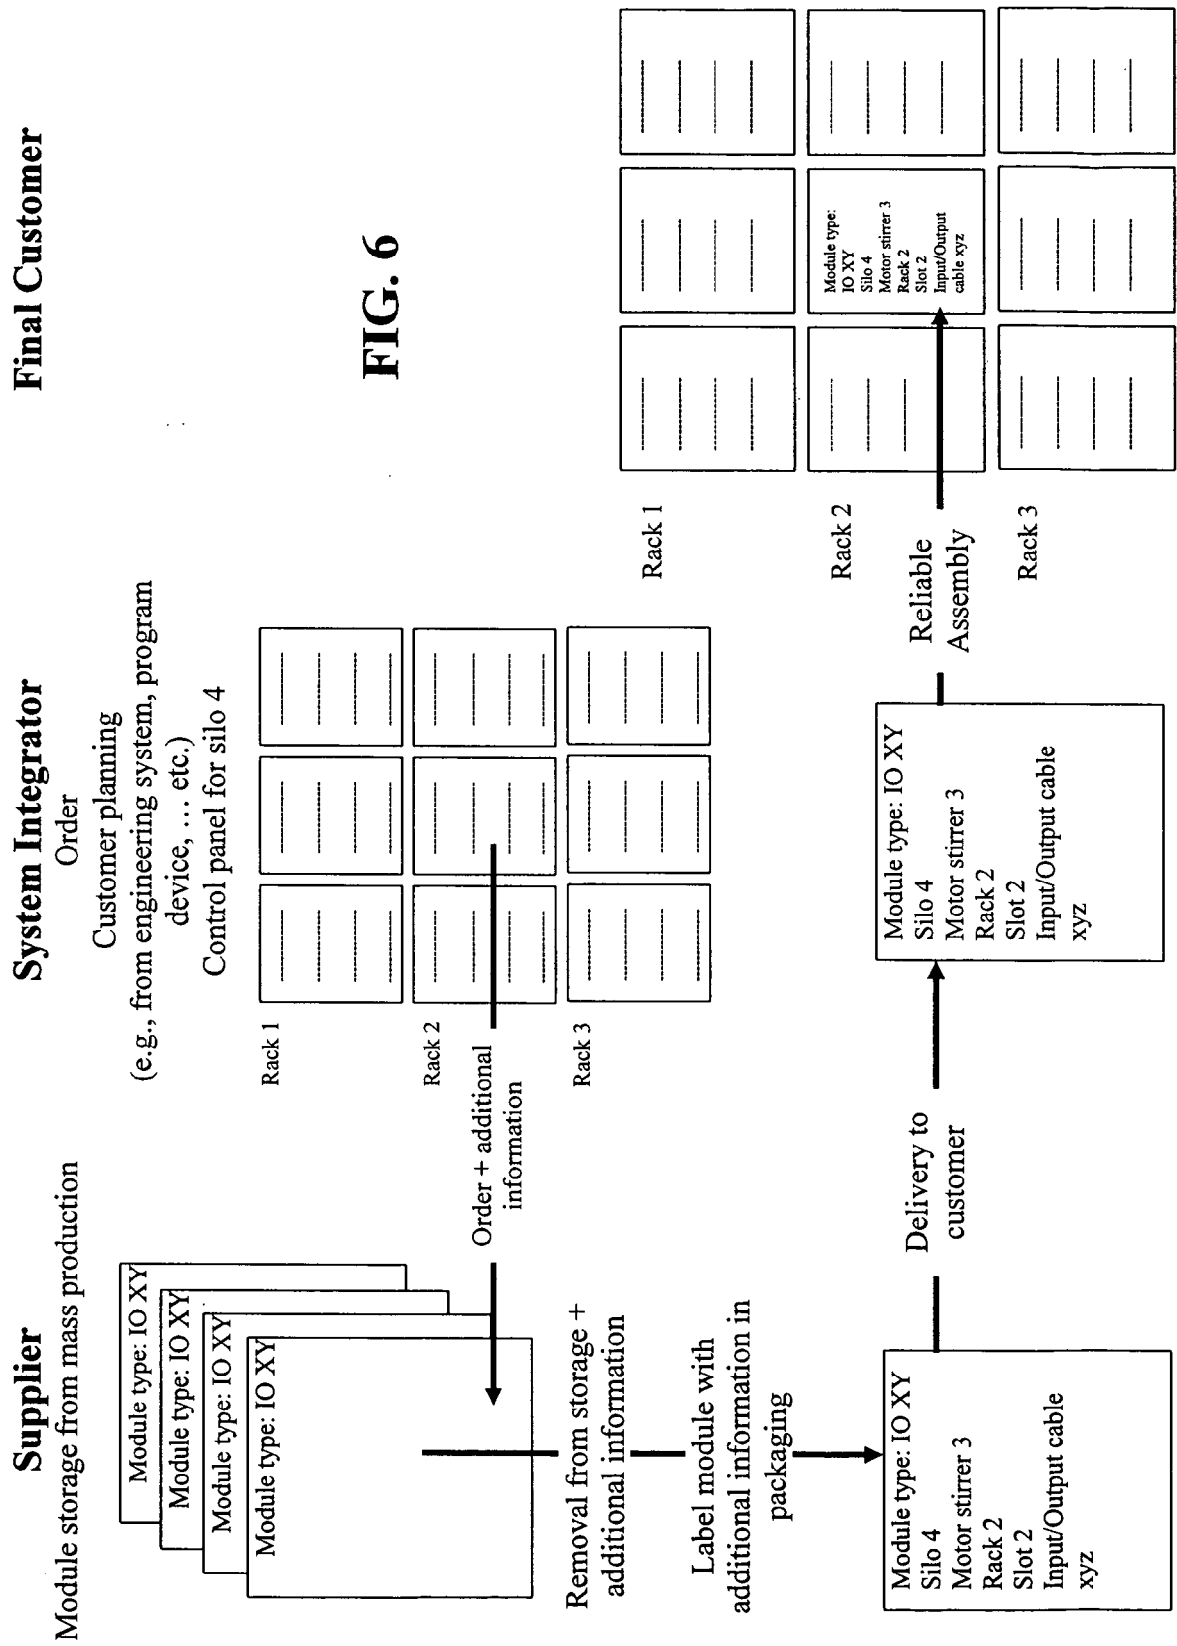 Supplier
Module storage from mass production
Module type: IO XY
Module type: IO XY
Module type: IO XY
Module type: IO XY
Removal from storage +
additional information
Label module with
additional information in
packaging
Module type: IO XY
Silo 4
Motor stirrer 3
Rack 2
Slot 2
Input/Output cable
xyz
Order + additional
information
Delivery to
customer
System Integrator
Order
Customer planning
(e.g., from engineering system, program
device, ... etc.)
Control panel for silo 4
Rack 1
Rack 2
Rack 3
Module type: IO XY
Silo 4
Motor stirrer 3
Rack 2
Slot 2
Input/Output cable
xyz
Reliable
Assembly
Final Customer
FIG. 6
Rack 1
Rack 2
Rack 3
Module type:
IO XY
Silo 4
Motor stirrer 3
Rack 2
Slot 2
Input/Output
cable xyz